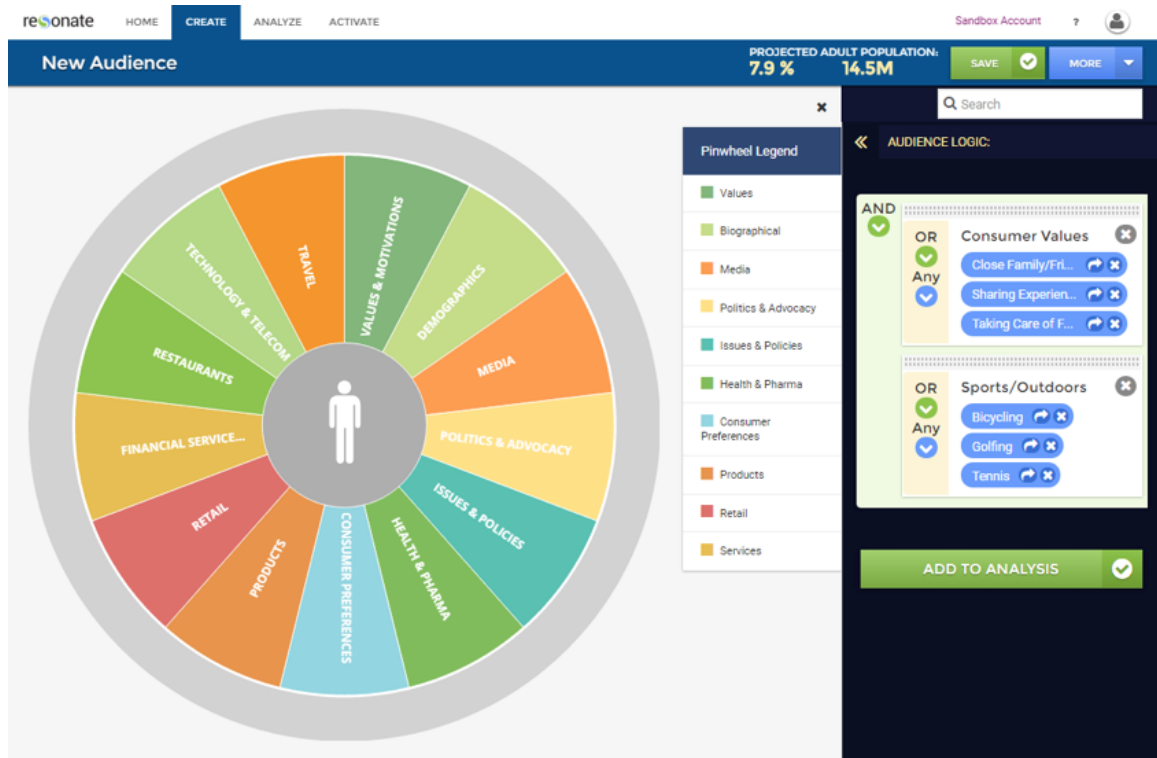 resonate HOME CREATE ANALYZE ACTIVATE Sandbox Account ?
New Audience
PROJECTED ADULT POPULATION:
7.9 % 14.5M
SAVE MORE
Search
VALUES & MOTIVATIONS
DEMOGRAPHICS
MEDIA
POLITICS & ADVOCACY
ISSUES & POLICIES
HEALTH & PHARMA
CONSUMER PREFERENCES
PRODUCTS
RETAIL
FINANCIAL SERVICE...
RESTAURANTS
TECHNOLOGY & TELECOM
TRAVEL
Pinwheel Legend
Values
Biographical
Media
Politics & Advocacy
Issues & Policies
Health & Pharma
Consumer
Preferences
Products
Retail
Services
AUDIENCE LOGIC:
AND
OR
Any
Consumer Values
Close Family/Fri...
Sharing Experien...
Taking Care of F...
OR
Any
Sports/Outdoors
Bicycling
Golfing
Tennis
ADD TO ANALYSIS